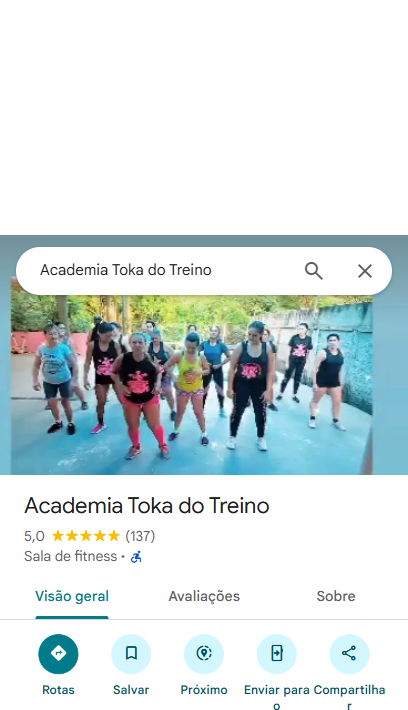 Academia Toka do Treino
Academia Toka do Treino
5,0 (137)
Sala de fitness ·
Visão geral
Avaliações
Sobre
Rotas
Salvar
Próximo
Enviar para o
Compartilhar